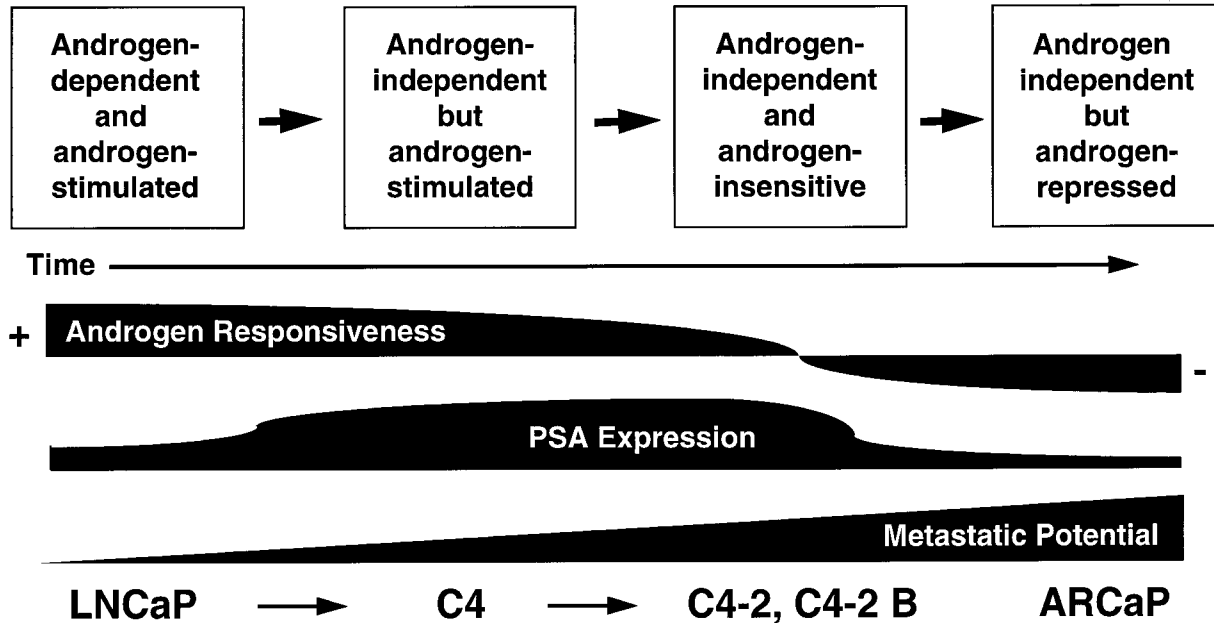 Androgen-
dependent
and
androgen-
stimulated
Androgen-
independent
but
androgen-
stimulated
Androgen-
independent
and
androgen-
insensitive
Androgen
independent
but
androgen-
repressed
Time
+ Androgen Responsiveness -
PSA Expression
Metastatic Potential
LNCaP C4 C4-2, C4-2 B ARCaP